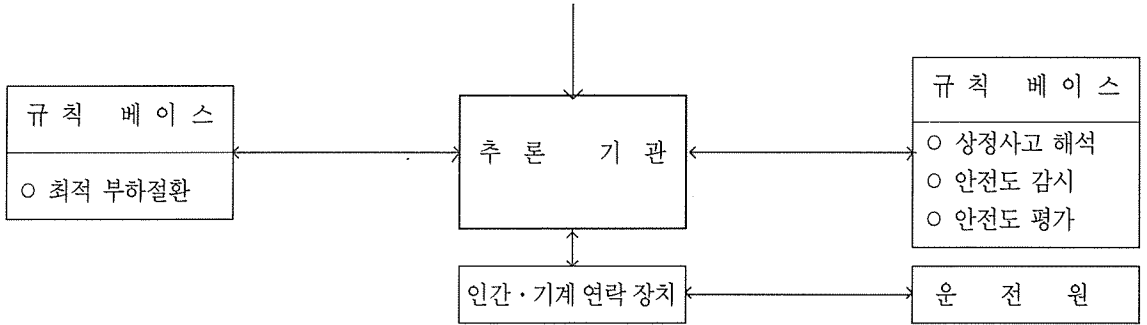 규 칙 베 이 스
○ 최적 부하절환
추 론 기 관
규 칙 베 이 스
○ 상정사고 해석
○ 안전도 감시
○ 안전도 평가
인간·기계 연락 장치
운 전 원